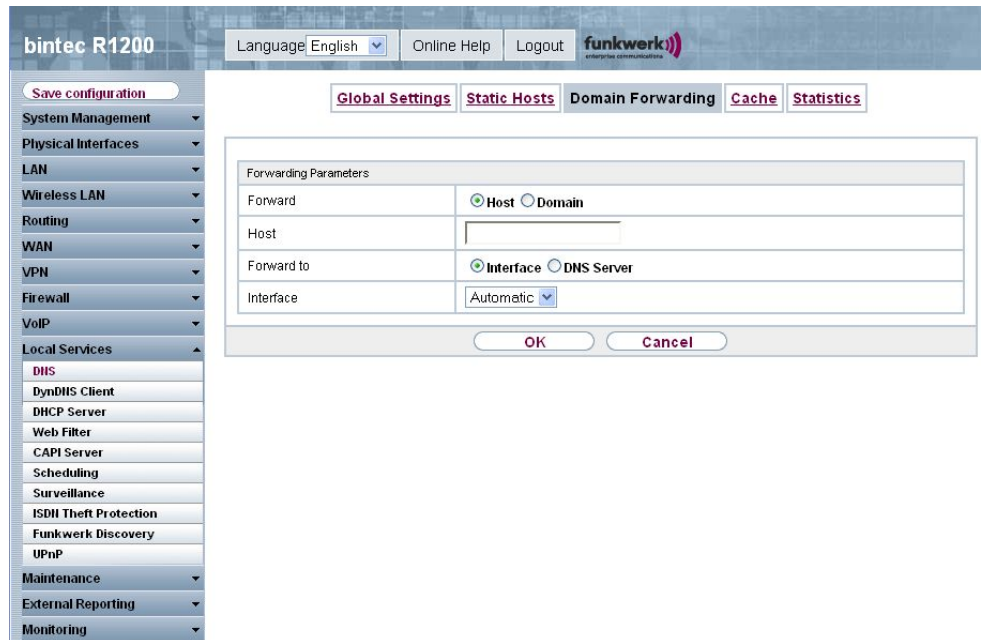 bintec R1200
Language English Online Help Logout funkwerk
enterprise communications
Save configuration
System Management
Physical Interfaces
LAN
Wireless LAN
Routing
WAN
VPN
Firewall
VoIP
Local Services
DNS
DynDNS Client
DHCP Server
Web Filter
CAPI Server
Scheduling
Surveillance
ISDN Theft Protection
Funkwerk Discovery
UPnP
Maintenance
External Reporting
Monitoring
Global Settings Static Hosts Domain Forwarding Cache Statistics
Forwarding Parameters
Forward Host Domain
Host
Forward to Interface DNS Server
Interface Automatic
OK Cancel